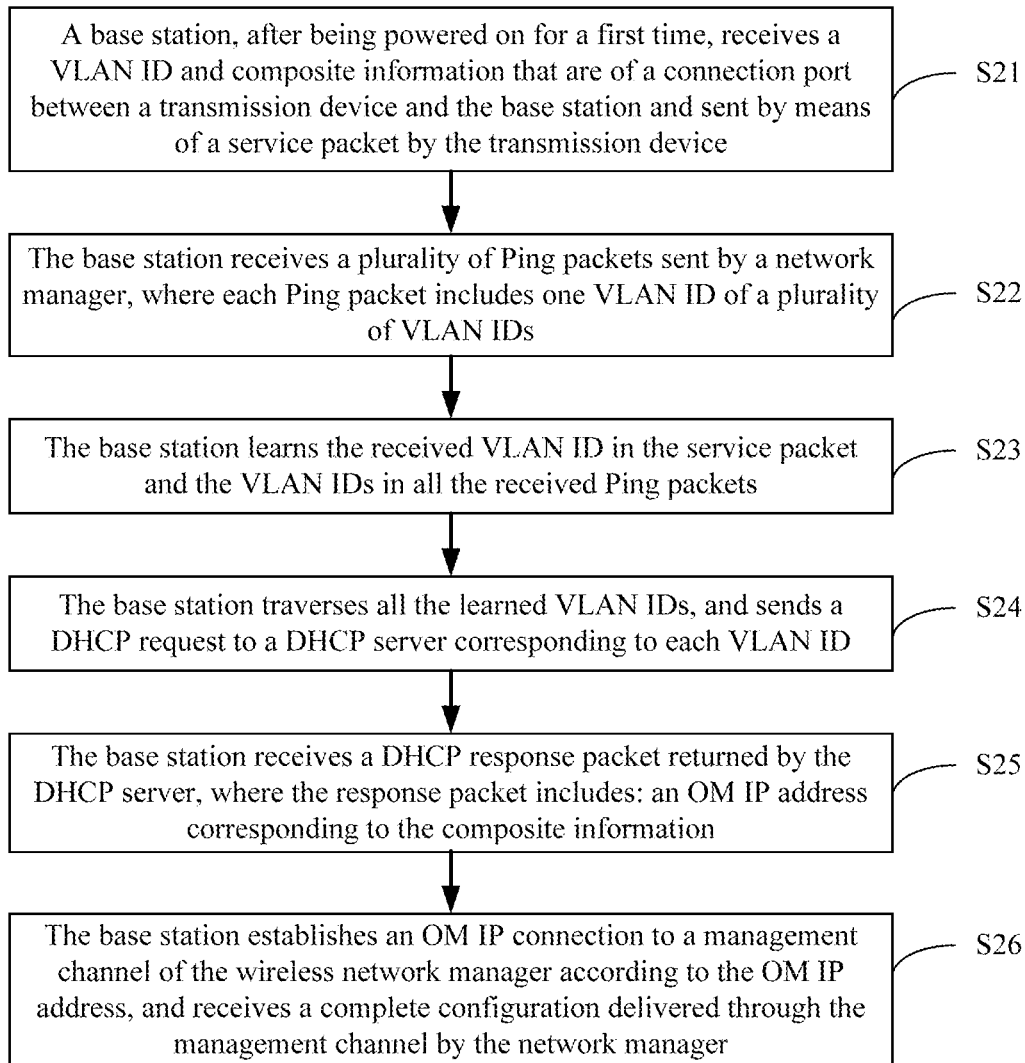 A base station, after being powered on for a first time, receives a
VLAN ID and composite information that are of a connection port
between a transmission device and the base station and sent by means
of a service packet by the transmission device
S21
The base station receives a plurality of Ping packets sent by a network
manager, where each Ping packet includes one VLAN ID of a plurality
of VLAN IDs
S22
The base station learns the received VLAN ID in the service packet
and the VLAN IDs in all the received Ping packets
S23
The base station traverses all the learned VLAN IDs, and sends a
DHCP request to a DHCP server corresponding to each VLAN ID
S24
The base station receives a DHCP response packet returned by the
DHCP server, where the response packet includes: an OM IP address
corresponding to the composite information
S25
The base station establishes an OM IP connection to a management
channel of the wireless network manager according to the OM IP
address, and receives a complete configuration delivered through the
management channel by the network manager
S26